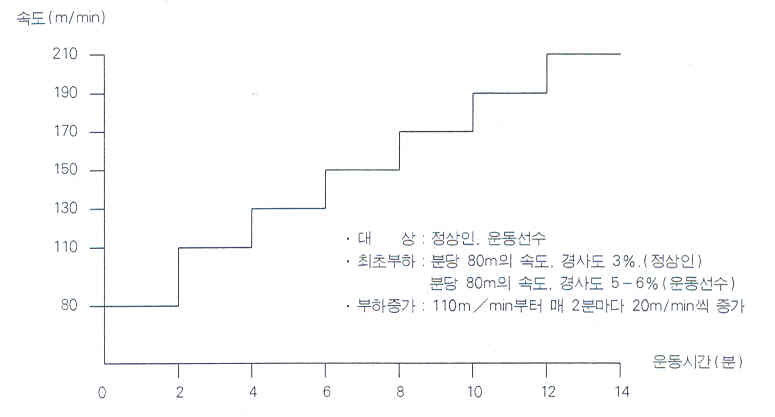 속도(m/min)
210
190
170
150
130
110
80
· 대 상 : 정상인, 운동선수
· 최초부하 : 분당 80m의 속도, 경사도 3%.(정상인)
분당 80m의 속도, 경사도 5-6%(운동선수)
· 부하증가 : 110m/min부터 매 2분마다 20m/min씩 증가
운동시간(분)
0 2 4 6 8 10 12 14